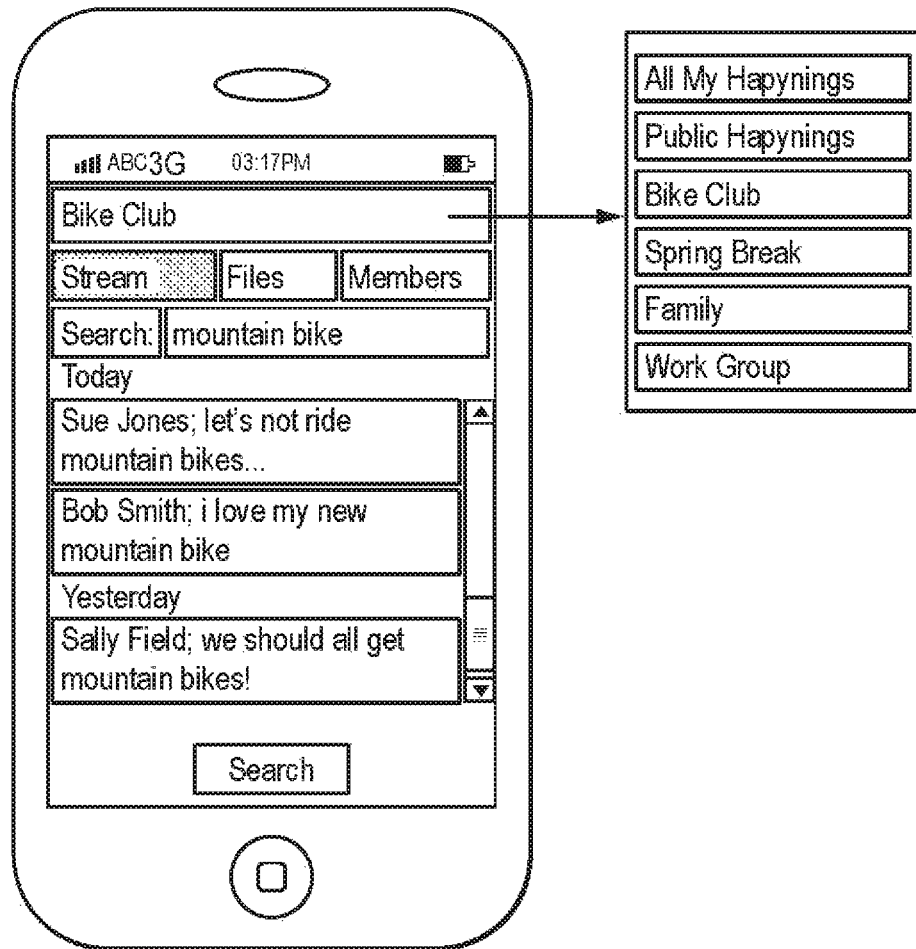 ABC3G 03:17PM
Bike Club
Stream Files Members
Search: mountain bike
Today
Sue Jones; let's not ride
mountain bikes...
Bob Smith; i love my new
mountain bike
Yesterday
Sally Field; we should all get
mountain bikes!
Search
All My Hapynings
Public Hapynings
Bike Club
Spring Break
Family
Work Group